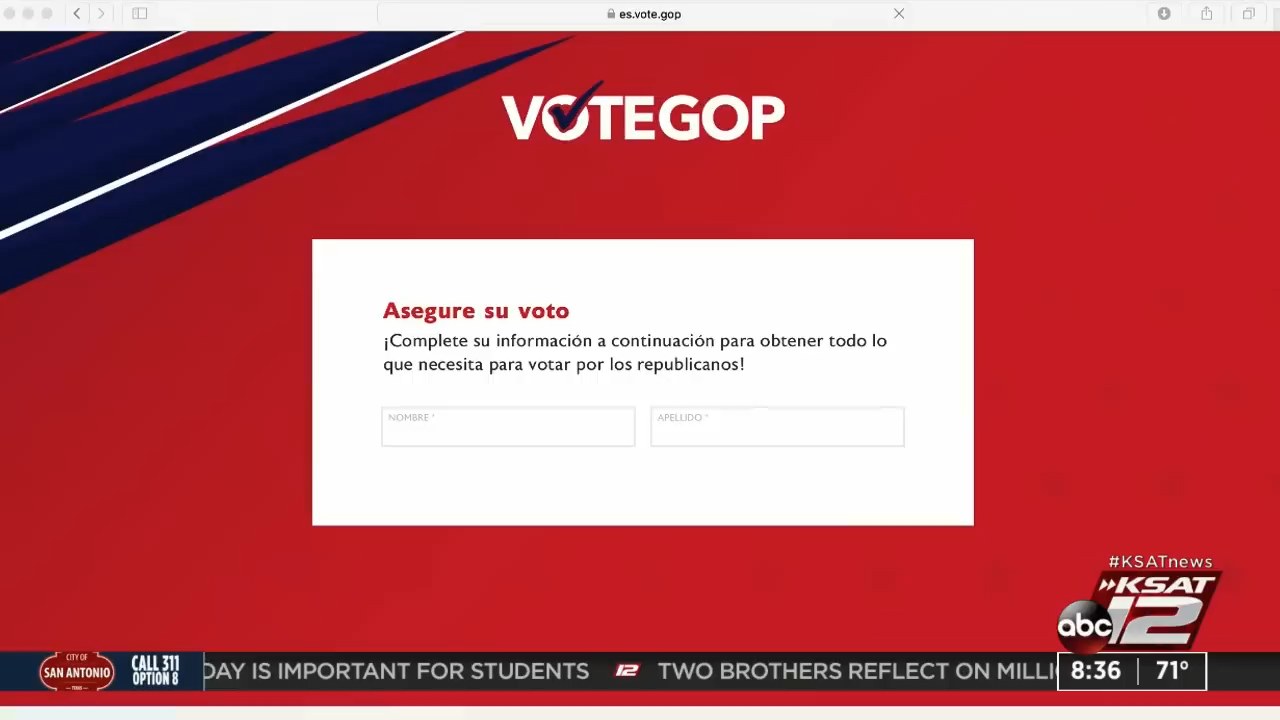 es.vote.gop
VOTEGOP
Asegure su voto
¡Complete su información a continuación para obtener todo lo
que necesita para votar por los republicanos!
NOMBRE *
APELLIDO *
#KSATnews
KSAT
abc 12
CITY OF
SAN ANTONIO
TEXAS
CALL 311
OPTION 8
DAY IS IMPORTANT FOR STUDENTS 12 TWO BROTHERS REFLECT ON MILLI
8:36 71°